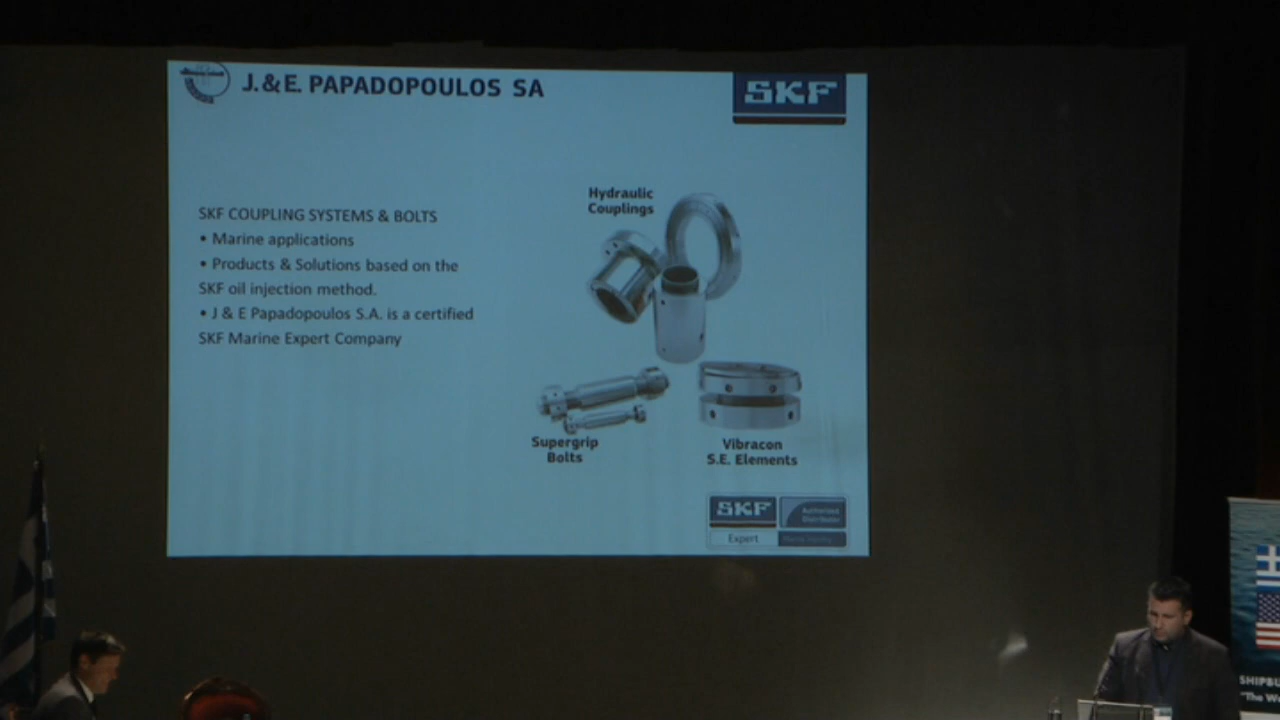 J.&E. PAPADOPOULOS SA
SKF
Hydraulic
Couplings
SKF COUPLING SYSTEMS & BOLTS
• Marine applications
• Products & Solutions based on the
SKF oil injection method.
• J & E Papadopoulos S.A. is a certified
SKF Marine Expert Company
Supergrip
Bolts
Vibracon
S.E. Elements
SKF
Authorized
Distributor
Expert
SHIPBU
"The Wo